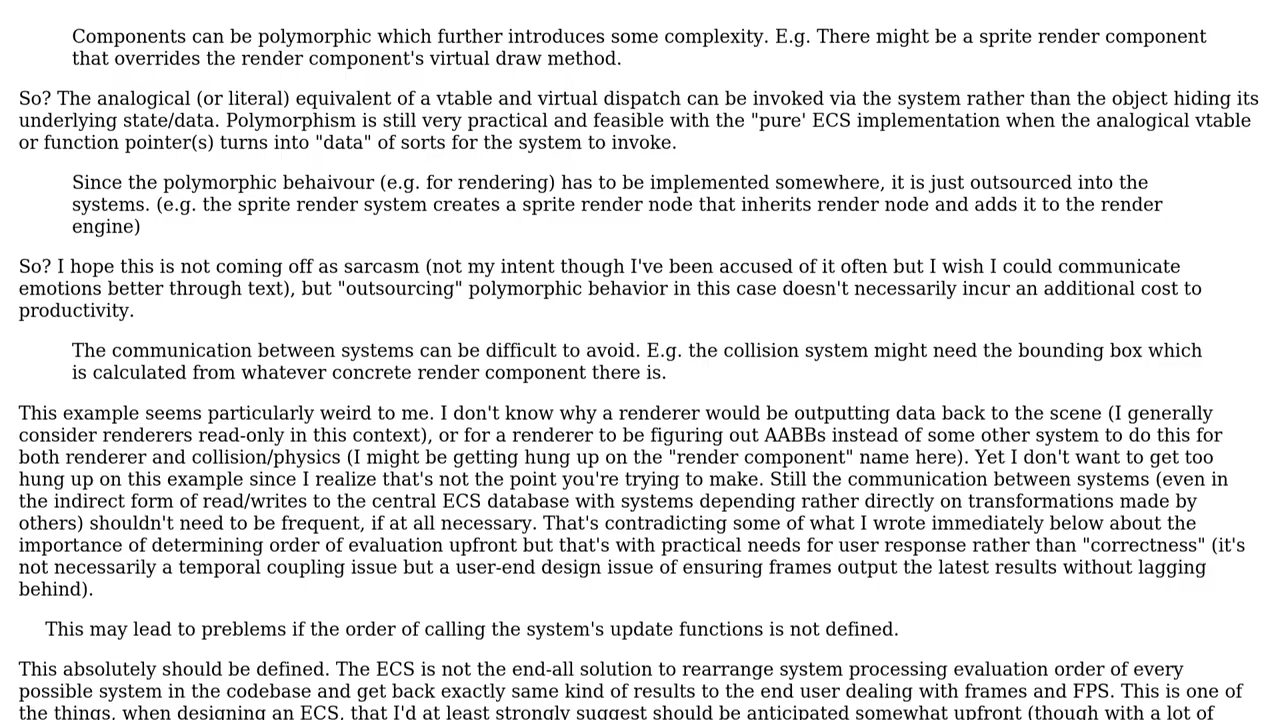 Components can be polymorphic which further introduces some complexity. E.g. There might be a sprite render component
that overrides the render component's virtual draw method.
So? The analogical (or literal) equivalent of a vtable and virtual dispatch can be invoked via the system rather than the object hiding its
underlying state/data. Polymorphism is still very practical and feasible with the "pure' ECS implementation when the analogical vtable
or function pointer(s) turns into "data" of sorts for the system to invoke.
Since the polymorphic behaivour (e.g. for rendering) has to be implemented somewhere, it is just outsourced into the
systems. (e.g. the sprite render system creates a sprite render node that inherits render node and adds it to the render
engine)
So? I hope this is not coming off as sarcasm (not my intent though I've been accused of it often but I wish I could communicate
emotions better through text), but "outsourcing" polymorphic behavior in this case doesn't necessarily incur an additional cost to
productivity.
The communication between systems can be difficult to avoid. E.g. the collision system might need the bounding box which
is calculated from whatever concrete render component there is.
This example seems particularly weird to me. I don't know why a renderer would be outputting data back to the scene (I generally
consider renderers read-only in this context), or for a renderer to be figuring out AABBs instead of some other system to do this for
both renderer and collision/physics (I might be getting hung up on the "render component" name here). Yet I don't want to get too
hung up on this example since I realize that's not the point you're trying to make. Still the communication between systems (even in
the indirect form of read/writes to the central ECS database with systems depending rather directly on transformations made by
others) shouldn't need to be frequent, if at all necessary. That's contradicting some of what I wrote immediately below about the
importance of determining order of evaluation upfront but that's with practical needs for user response rather than "correctness" (it's
not necessarily a temporal coupling issue but a user-end design issue of ensuring frames output the latest results without lagging
behind).
This may lead to preblems if the order of calling the system's update functions is not defined.
This absolutely should be defined. The ECS is not the end-all solution to rearrange system processing evaluation order of every
possible system in the codebase and get back exactly same kind of results to the end user dealing with frames and FPS. This is one of
the things, when designing an ECS, that I'd at least strongly suggest should be anticipated somewhat upfront (though with a lot of